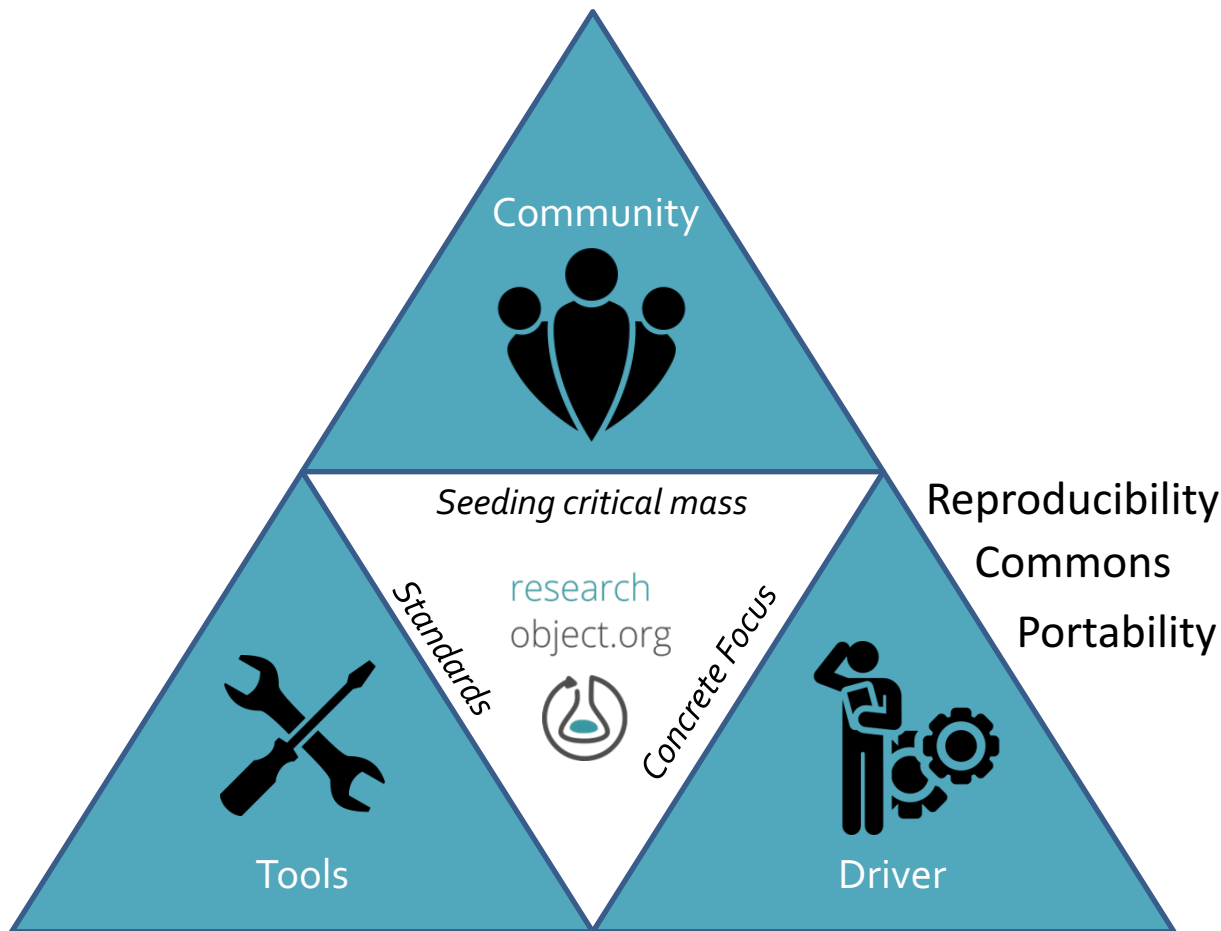 Community
Seeding critical mass
Reproducibility
Commons
Portability
Standards
research
object.org
Concrete Focus
Tools
Driver